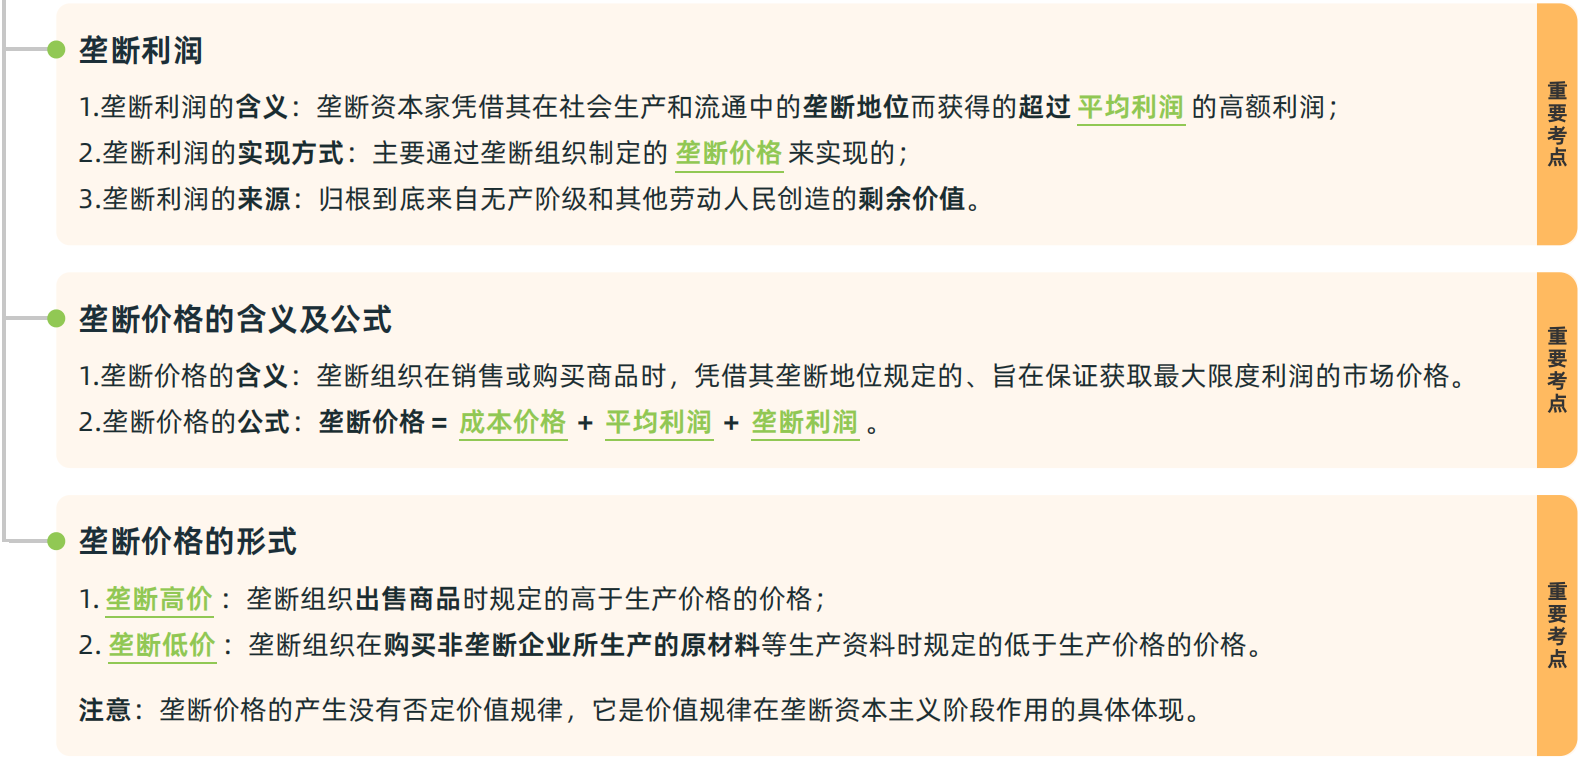 垄断利润
1.垄断利润的含义：垄断资本家凭借其在社会生产和流通中的垄断地位而获得的超过 平均利润 的高额利润；
2.垄断利润的实现方式：主要通过垄断组织制定的 垄断价格 来实现的；
3.垄断利润的来源：归根到底来自无产阶级和其他劳动人民创造的剩余价值。
重要考点
垄断价格的含义及公式
1.垄断价格的含义：垄断组织在销售或购买商品时，凭借其垄断地位规定的、旨在保证获取最大限度利润的市场价格。
2.垄断价格的公式：垄断价格 = 成本价格 + 平均利润 + 垄断利润 。
重要考点
垄断价格的形式
1. 垄断高价 ：垄断组织出售商品时规定的高于生产价格的价格；
2. 垄断低价 ：垄断组织在购买非垄断企业所生产的原材料等生产资料时规定的低于生产价格的价格。
注意：垄断价格的产生没有否定价值规律，它是价值规律在垄断资本主义阶段作用的具体体现。
重要考点